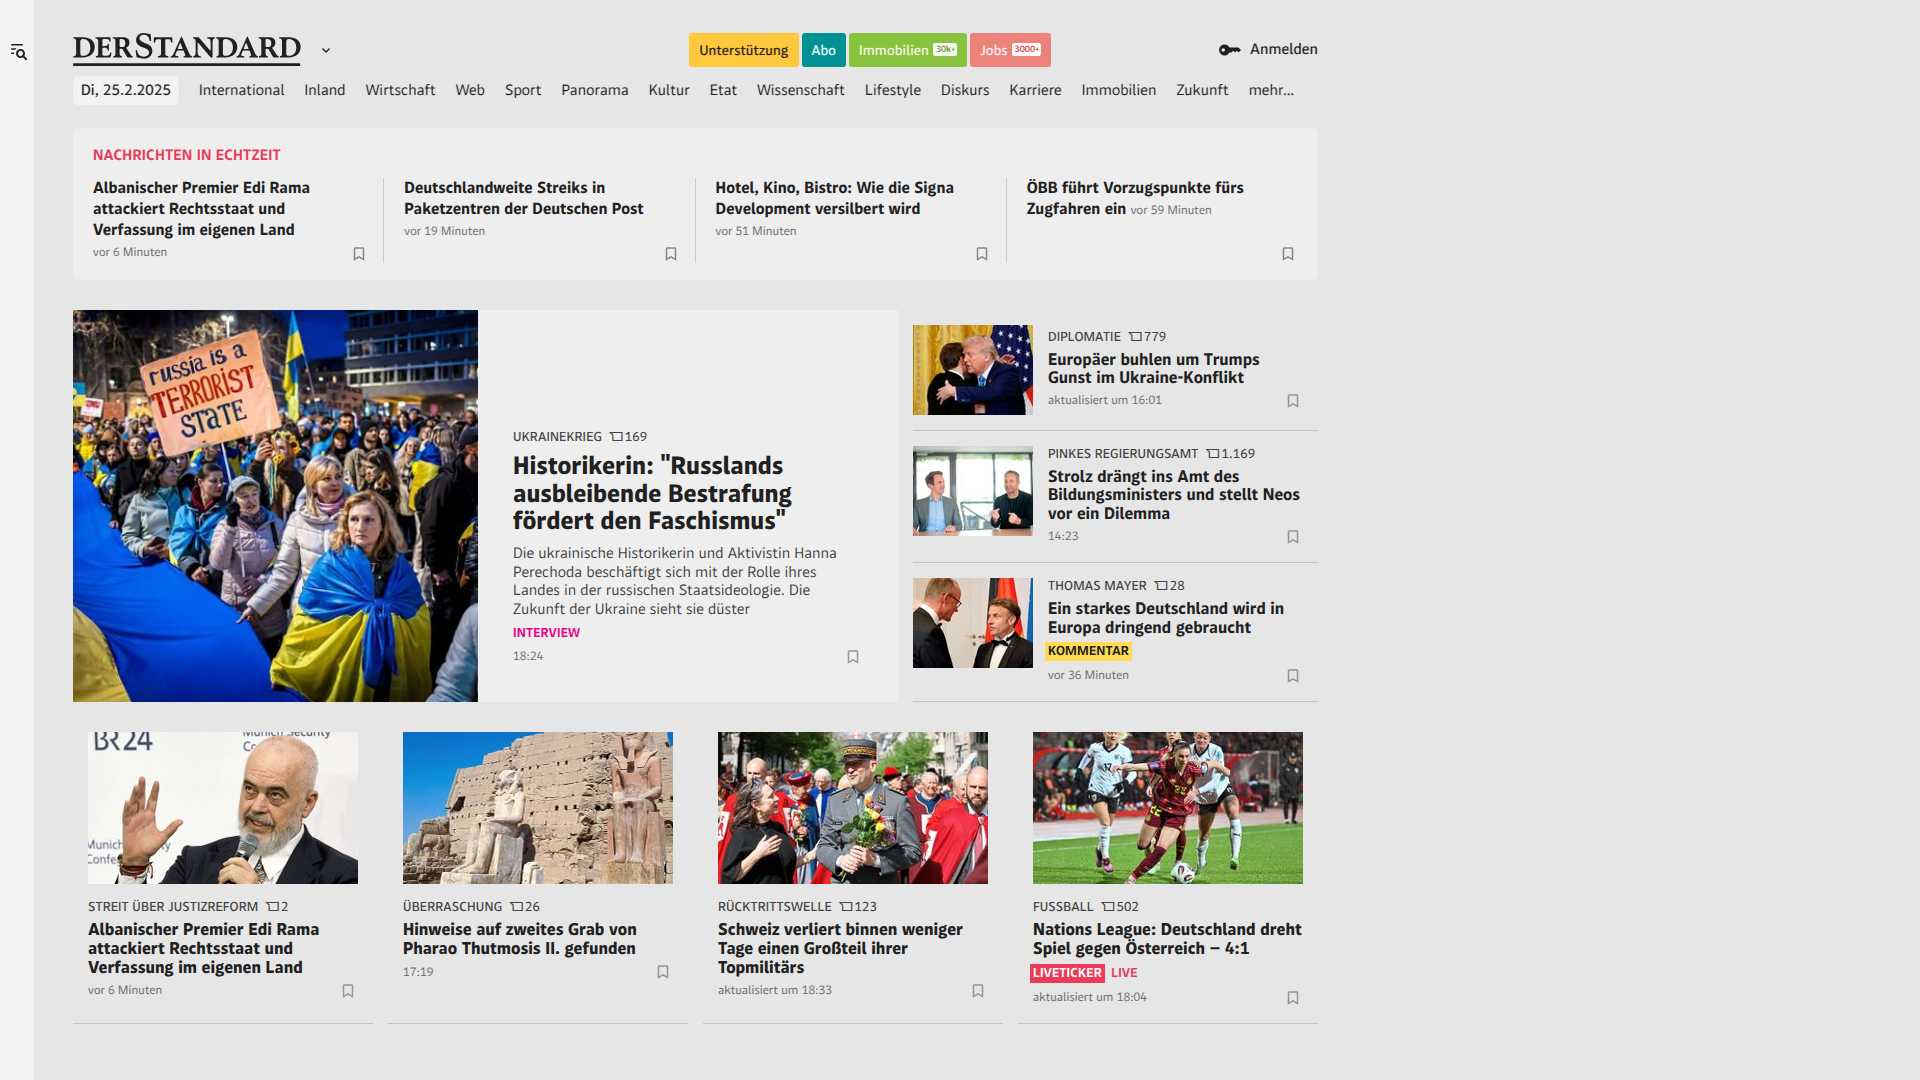 DERSTANDARD
Unterstützung
Abo
Immobilien 30k+
Jobs 3000+
Anmelden
Di, 25.2.2025
International
Inland
Wirtschaft
Web
Sport
Panorama
Kultur
Etat
Wissenschaft
Lifestyle
Diskurs
Karriere
Immobilien
Zukunft
mehr...
NACHRICHTEN IN ECHTZEIT
Albanischer Premier Edi Rama
attackiert Rechtsstaat und
Verfassung im eigenen Land
vor 6 Minuten
Deutschlandweite Streiks in
Paketzentren der Deutschen Post
vor 19 Minuten
Hotel, Kino, Bistro: Wie die Signa
Development versilbert wird
vor 51 Minuten
ÖBB führt Vorzugspunkte fürs
Zugfahren ein vor 59 Minuten
russia is a
TERRORIST
STATE
UKRAINEKRIEG 169
Historikerin: "Russlands
ausbleibende Bestrafung
fördert den Faschismus"
Die ukrainische Historikerin und Aktivistin Hanna
Perechoda beschäftigt sich mit der Rolle ihres
Landes in der russischen Staatsideologie. Die
Zukunft der Ukraine sieht sie düster
INTERVIEW
18:24
DIPLOMATIE 779
Europäer buhlen um Trumps
Gunst im Ukraine-Konflikt
aktualisiert um 16:01
PINKES REGIERUNGSAMT 1.169
Strolz drängt ins Amt des
Bildungsministers und stellt Neos
vor ein Dilemma
14:23
THOMAS MAYER 28
Ein starkes Deutschland wird in
Europa dringend gebraucht
KOMMENTAR
vor 36 Minuten
BR24
Munich Security
Co
Munich Security
Confe
STREIT ÜBER JUSTIZREFORM 2
Albanischer Premier Edi Rama
attackiert Rechtsstaat und
Verfassung im eigenen Land
vor 6 Minuten
ÜBERRASCHUNG 26
Hinweise auf zweites Grab von
Pharao Thutmosis II. gefunden
17:19
RÜCKTRITTSWELLE 123
Schweiz verliert binnen weniger
Tage einen Großteil ihrer
Topmilitärs
aktualisiert um 18:33
FUSSBALL 502
Nations League: Deutschland dreht
Spiel gegen Österreich – 4:1
LIVETICKER LIVE
aktualisiert um 18:04